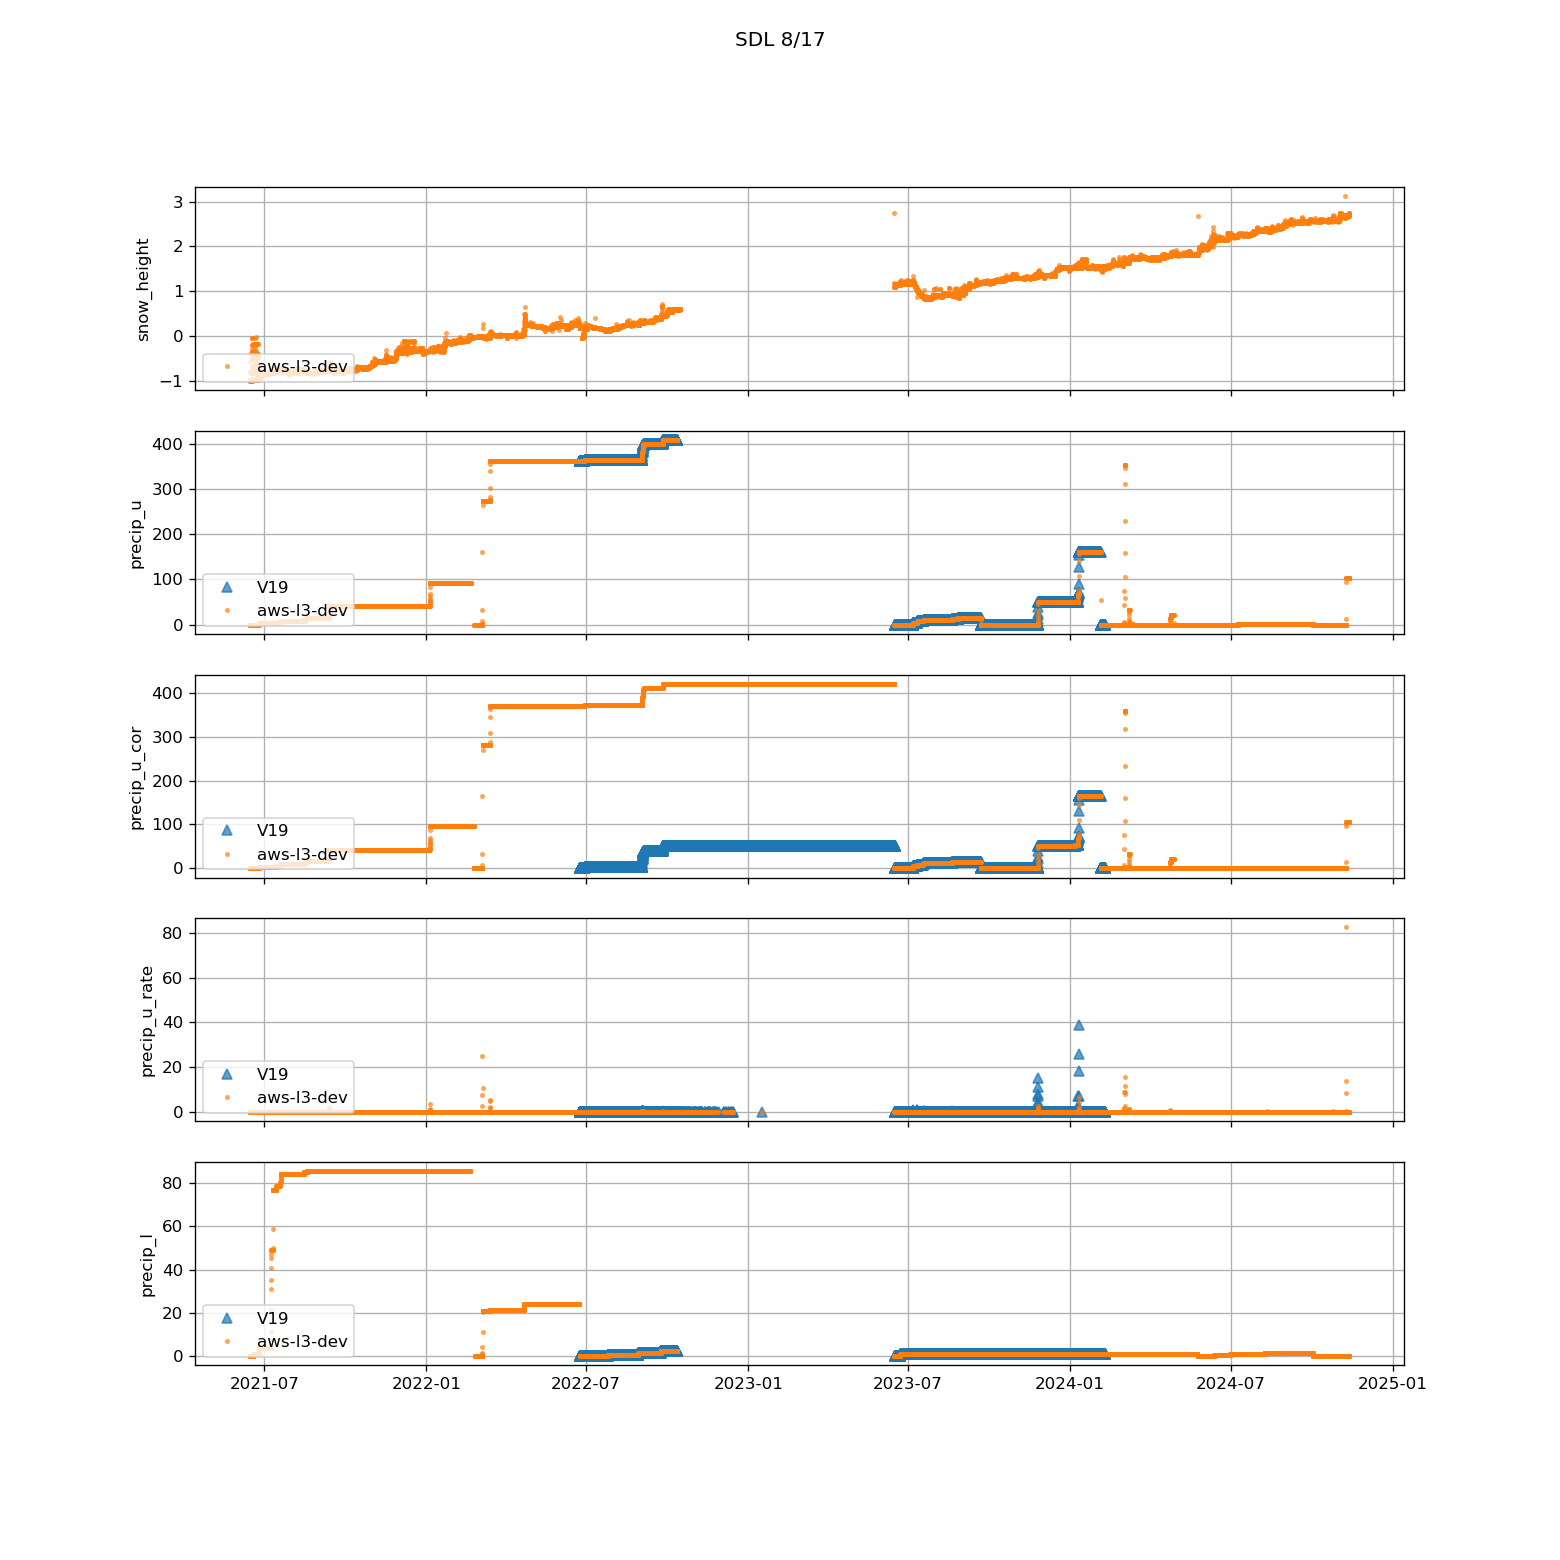 SDL 8/17
3
2
1
0
−1
snow_height
aws-l3-dev
400
300
200
100
0
precip_u
V19
aws-l3-dev
400
300
200
100
0
precip_u_cor
V19
aws-l3-dev
80
60
40
20
0
precip_u_rate
V19
aws-l3-dev
80
60
40
20
0
precip_l
V19
aws-l3-dev
2021-07 2022-01 2022-07 2023-01 2023-07 2024-01 2024-07 2025-01